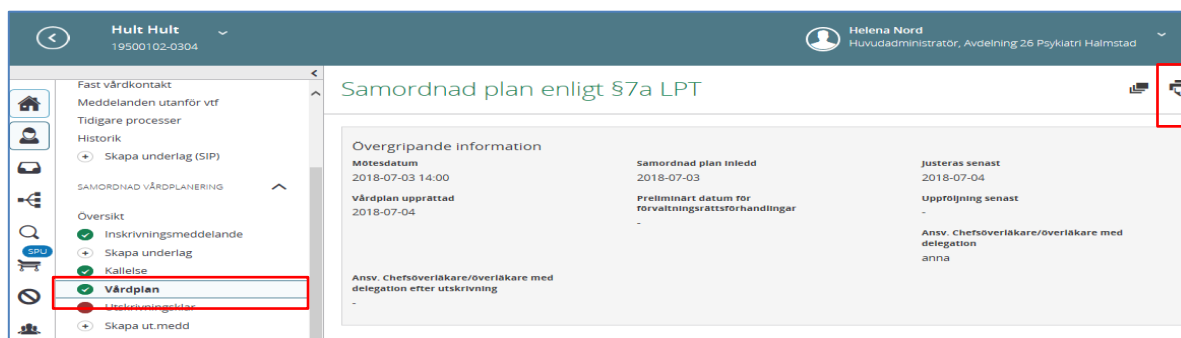 Hult Hult
19500102-0304
Helena Nord
Huvudadministratör, Avdelning 26 Psykiatri Halmstad
Fast vårdkontakt
Meddelanden utanför vtf
Tidigare processer
Historik
Skapa underlag (SIP)
SAMORDNAD VÅRDPLANERING
Översikt
Inskrivningsmeddelande
Skapa underlag
SPU
Kallelse
Vårdplan
Utskrivningsklar
Skapa ut.medd
Samordnad plan enligt §7a LPT
Övergripande information
Mötesdatum
2018-07-03 14:00
Samordnad plan inledd
2018-07-03
Justeras senast
2018-07-04
Vårdplan upprättad
2018-07-04
Preliminärt datum för
förvaltningsrättsförhandlingar
-
Uppföljning senast
-
Ansv. Chefsöverläkare/överläkare med
delegation
anna
Ansv. Chefsöverläkare/överläkare med
delegation efter utskrivning
-